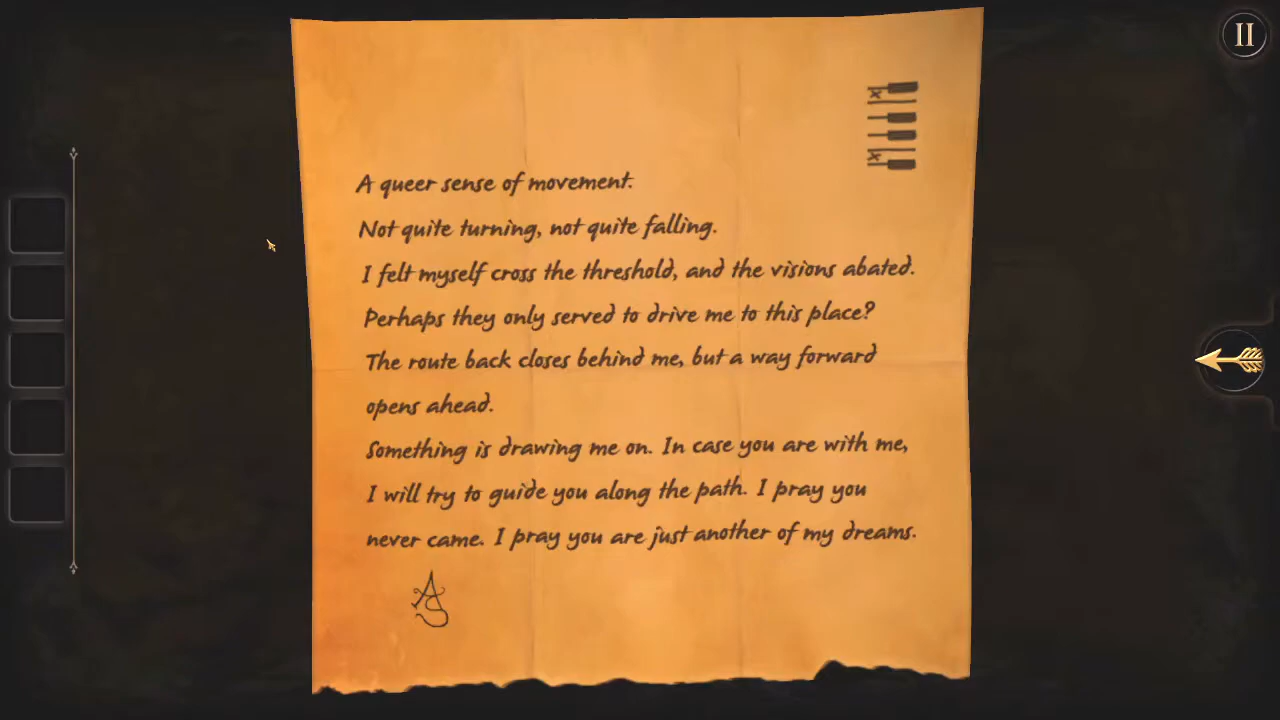 A queer sense of movement.
Not quite turning, not quite falling.
I felt myself cross the threshold, and the visions abated.
Perhaps they only served to drive me to this place?
The route back closes behind me, but a way forward
opens ahead.
Something is drawing me on. In case you are with me,
I will try to guide you along the path. I pray you
never came. I pray you are just another of my dreams.
AS